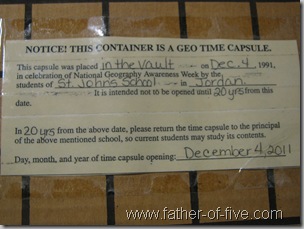 NOTICE! THIS CONTAINER IS A GEO TIME CAPSULE.
This capsule was placed in the vault on Dec. 4, 1991,
in celebration of National Geography Awareness Week by the
students of St. Johns School in Jordan
It is intended not to be opened until 20 yrs from this
date.
In 20 yrs from the above date, please return the time capsule to the principal
of the above mentioned school, so current students may study its contents.
Day, month, and year of time capsule opening: December 4, 2011
www.father-of-five.com